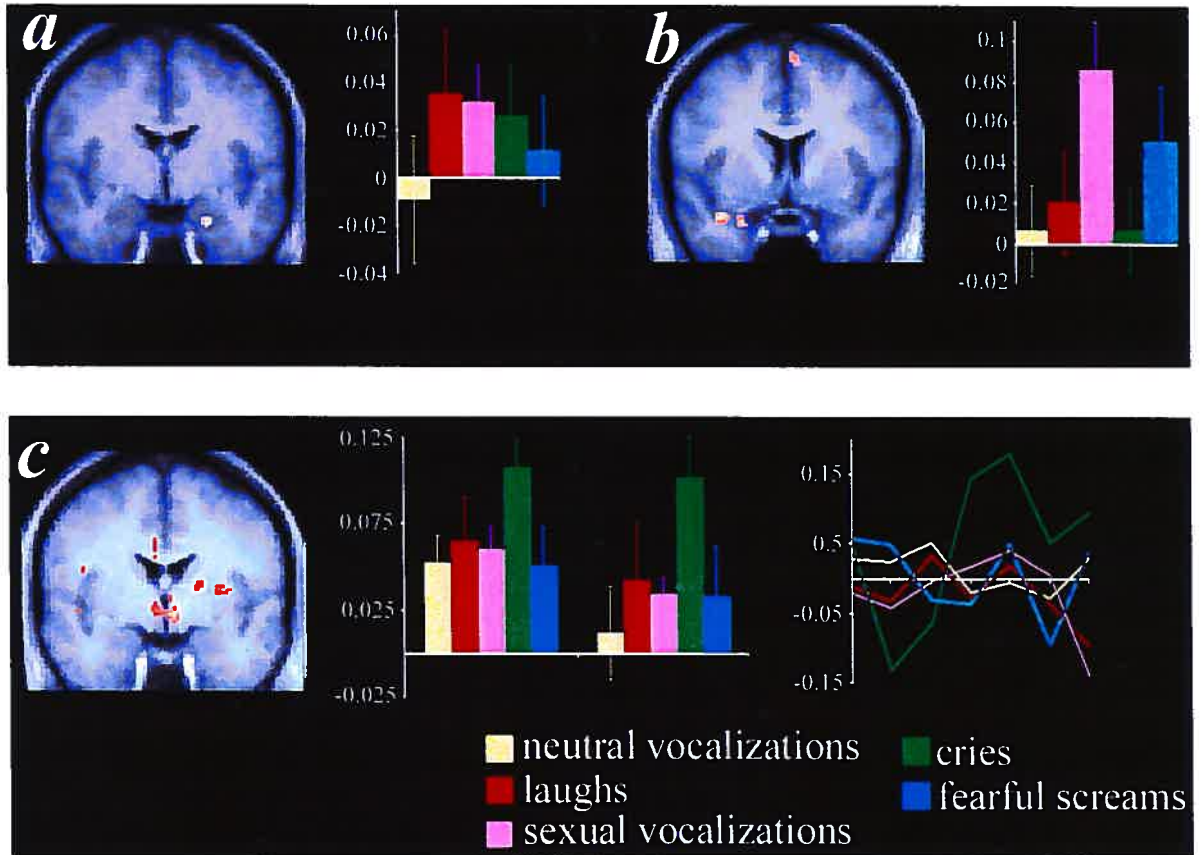 a
0.06
0.04
0.02
0
-0.02
-0.04
b
0.1
0.08
0.06
0.04
0.02
0
-0.02
c
0.125
0.075
0.025
-0.025
0.15
0.5
-0.05
-0.15
neutral vocalizations
laughs
sexual vocalizations
cries
fearful screams